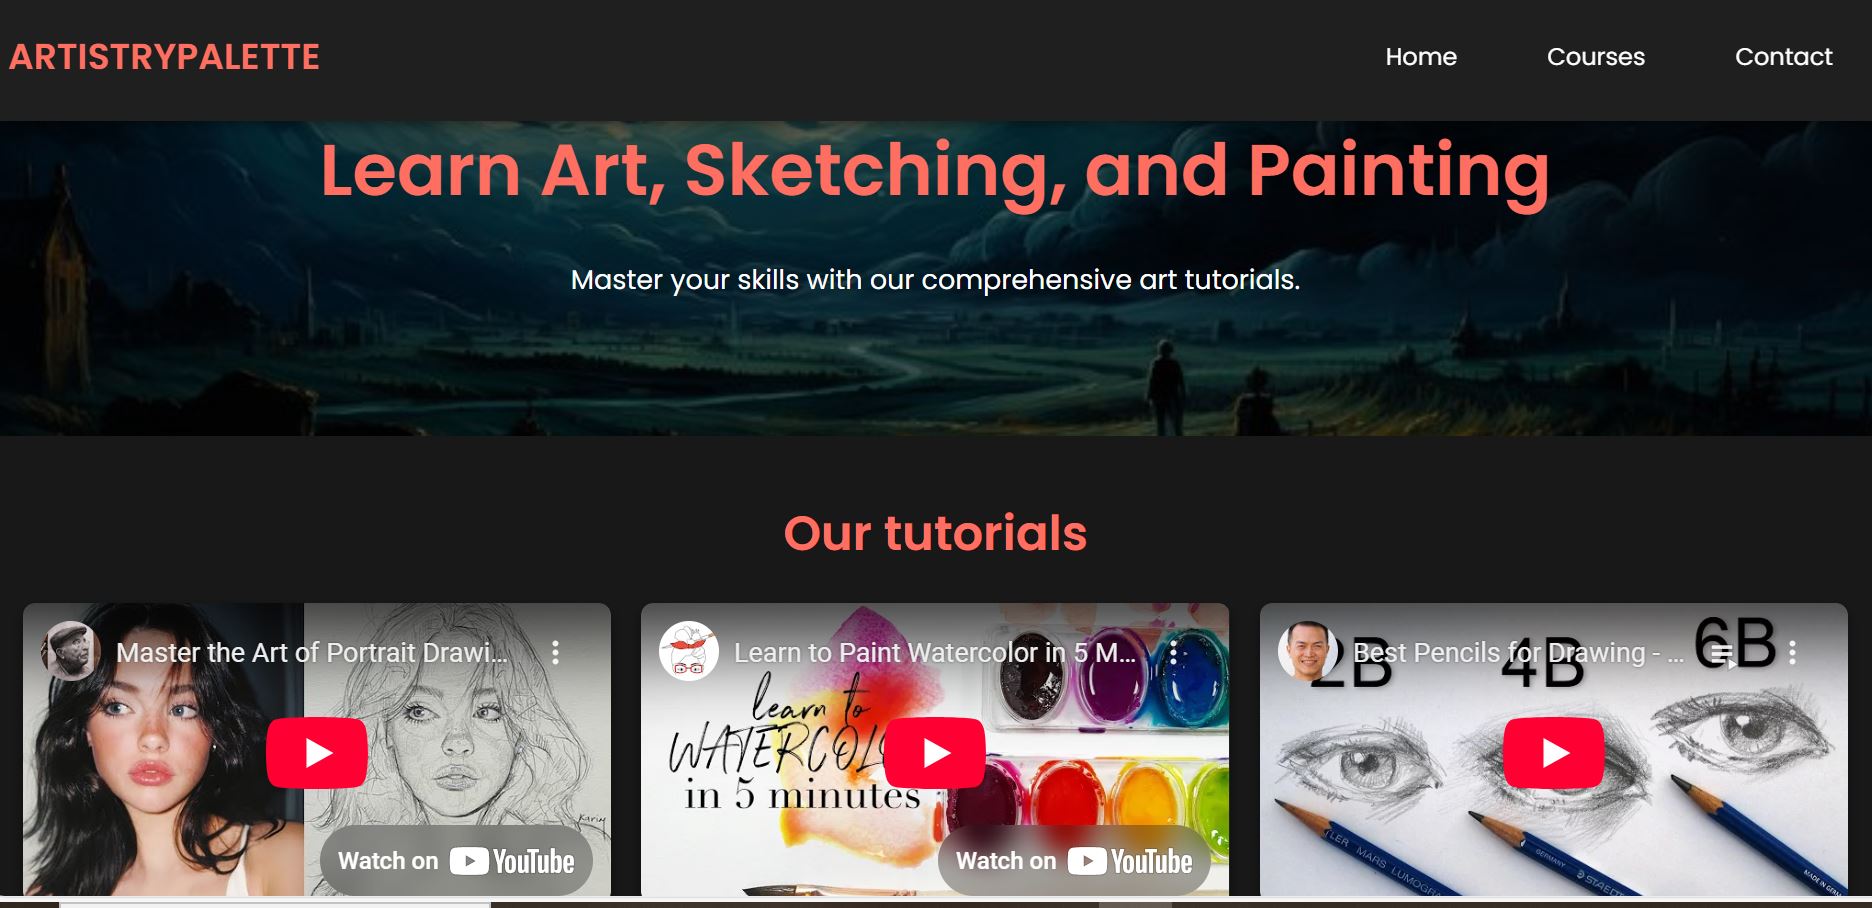 ARTISTRYPALETTE
Home
Courses
Contact
Learn Art, Sketching, and Painting
Master your skills with our comprehensive art tutorials.
Our tutorials
Master the Art of Portrait Drawi...
Karin
Watch on YouTube
Learn to Paint Watercolor in 5 M...
learn to
WATERCOL
in 5 minutes
Watch on YouTube
Best Pencils for Drawing - ...
2B
4B
6B
MARS LUMOGRA
GERMANY
STAEDT
MADE IN GERM